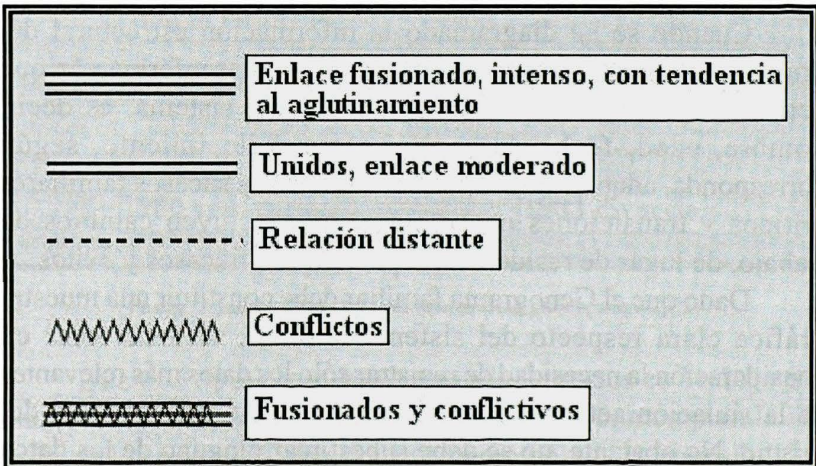 Enlace fusionado, intenso, con tendencia
al aglutinamiento
Unidos, enlace moderado
Relación distante
Conflictos
Fusionados y conflictivos